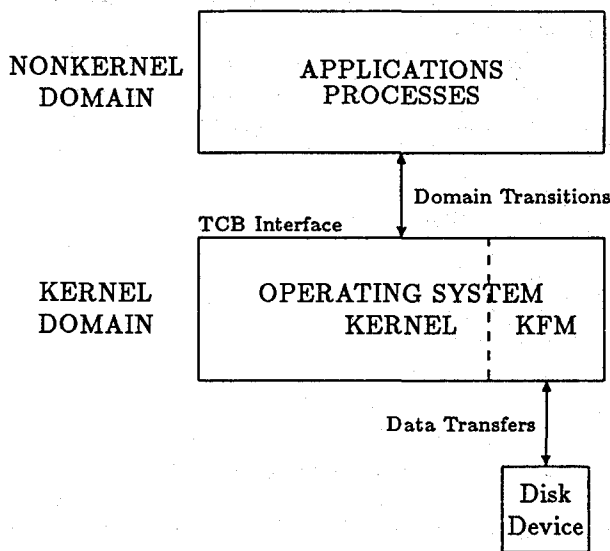 NONKERNEL
DOMAIN
APPLICATIONS
PROCESSES
Domain Transitions
TCB Interface
KERNEL
DOMAIN
OPERATING SYSTEM
KERNEL
KFM
Data Transfers
Disk
Device